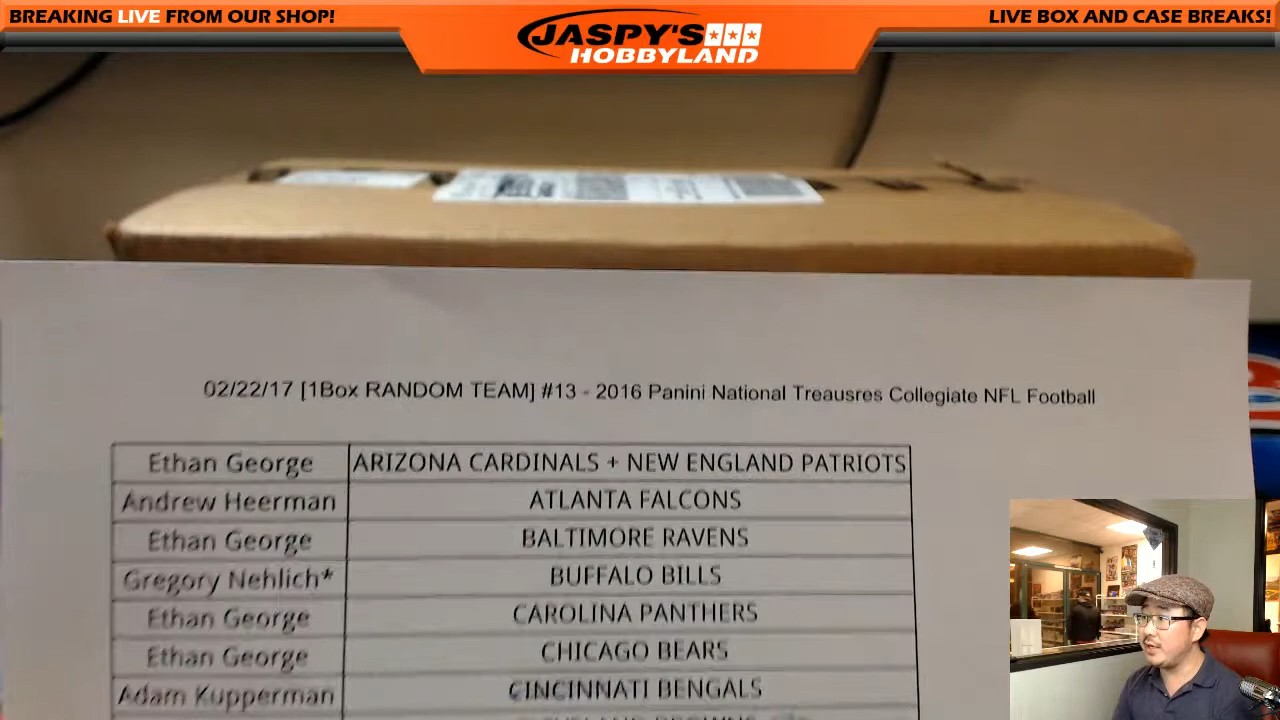 BREAKING LIVE FROM OUR SHOP!
JASPY'S
HOBBYLAND
LIVE BOX AND CASE BREAKS!
02/22/17 [1Box RANDOM TEAM] #13 - 2016 Panini National Treausres Collegiate NFL Football
Ethan George ARIZONA CARDINALS + NEW ENGLAND PATRIOTS
Andrew Heerman ATLANTA FALCONS
Ethan George BALTIMORE RAVENS
Gregory Nehlich* BUFFALO BILLS
Ethan George CAROLINA PANTHERS
Ethan George CHICAGO BEARS
Adam Kupperman CINCINNATI BENGALS